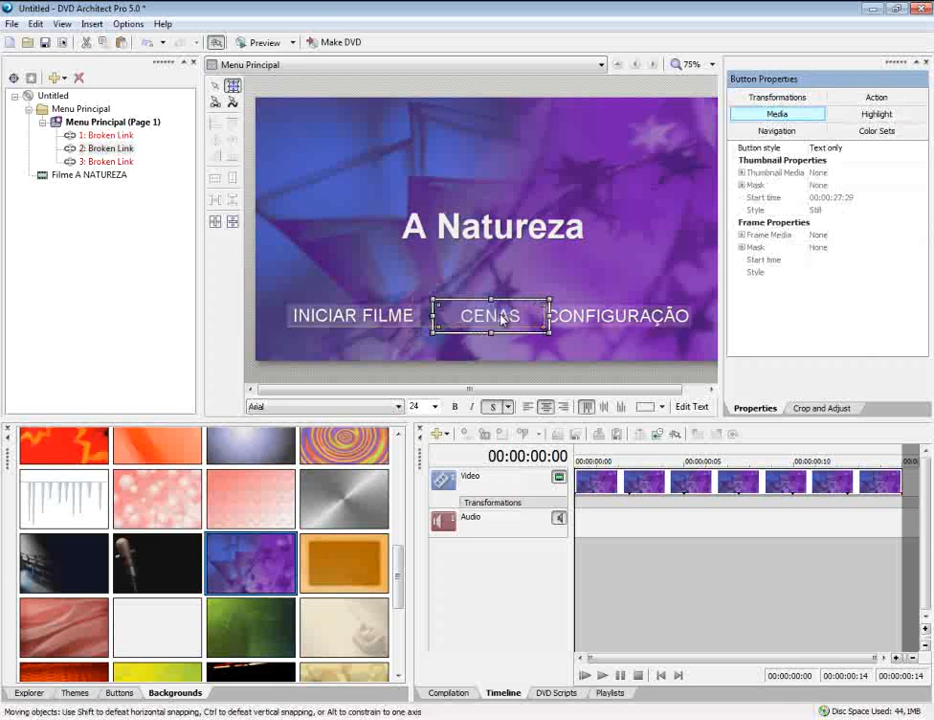 Untitled - DVD Architect Pro 5.0 *
File Edit View Insert Options Help
Preview Make DVD
Untitled
Menu Principal
Menu Principal (Page 1)
1: Broken Link
2: Broken Link
3: Broken Link
Filme A NATUREZA
Menu Principal
75%
A Natureza
INICIAR FILME CENAS CONFIGURAÇÃO
Arial 24 B I S Edit Text
Button Properties
Transformations Action
Media Highlight
Navigation Color Sets
Button style Text only
Thumbnail Properties
Thumbnail Media None
Mask None
Start time 00:00:27:29
Style Still
Frame Properties
Frame Media None
Mask None
Start time
Style
Properties Crop and Adjust
00:00:00:00
00:00:00:00 00:00:00:05 00:00:00:10 00:0
Video
Transformations
Audio
00:00:00:00 00:00:00:14 00:00:00:14
Explorer Themes Buttons Backgrounds
Compilation Timeline DVD Scripts Playlists
Moving objects: Use Shift to defeat horizontal snapping, Ctrl to defeat vertical snapping, or Alt to constrain to one axis
Disc Space Used: 44,1MB